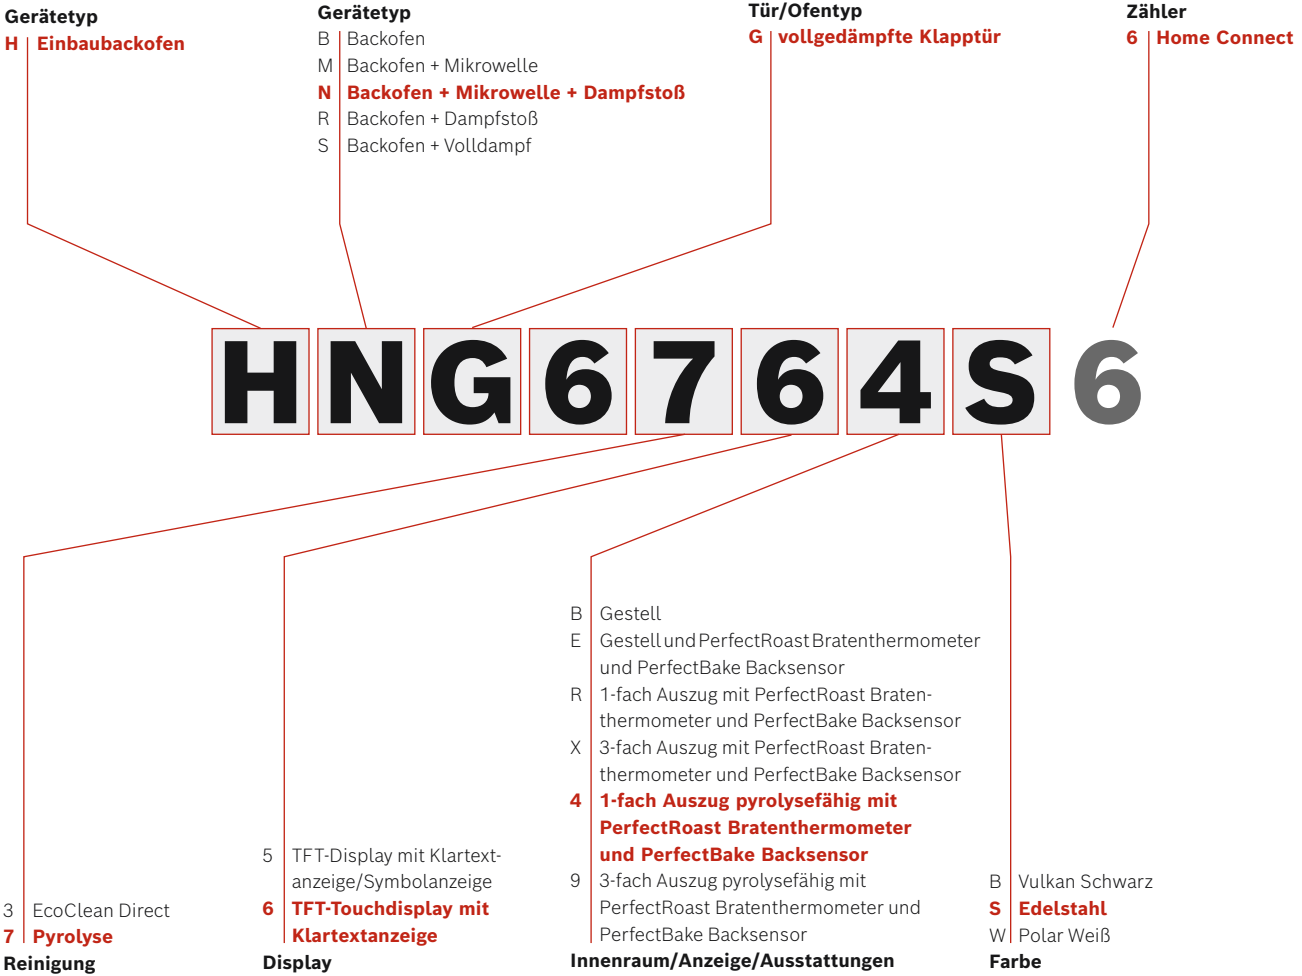 Gerätetyp
H Einbaubackofen
Gerätetyp
B Backofen
M Backofen + Mikrowelle
N Backofen + Mikrowelle + Dampfstoß
R Backofen + Dampfstoß
S Backofen + Volldampf
Tür/Ofentyp
G vollgedämpfte Klapptür
Zähler
6 Home Connect
HNG6764S6
3 EcoClean Direct
7 Pyrolyse
Reinigung
5 TFT-Display mit Klartext-
anzeige/Symbolanzeige
6 TFT-Touchdisplay mit
Klartextanzeige
Display
B Gestell
E Gestell und PerfectRoast Bratenthermometer
und PerfectBake Backsensor
R 1-fach Auszug mit PerfectRoast Braten-
thermometer und PerfectBake Backsensor
X 3-fach Auszug mit PerfectRoast Braten-
thermometer und PerfectBake Backsensor
4 1-fach Auszug pyrolysefähig mit
PerfectRoast Bratenthermometer
und PerfectBake Backsensor
9 3-fach Auszug pyrolysefähig mit
PerfectRoast Bratenthermometer und
PerfectBake Backsensor
Innenraum/Anzeige/Ausstattungen
B Vulkan Schwarz
S Edelstahl
W Polar Weiß
Farbe